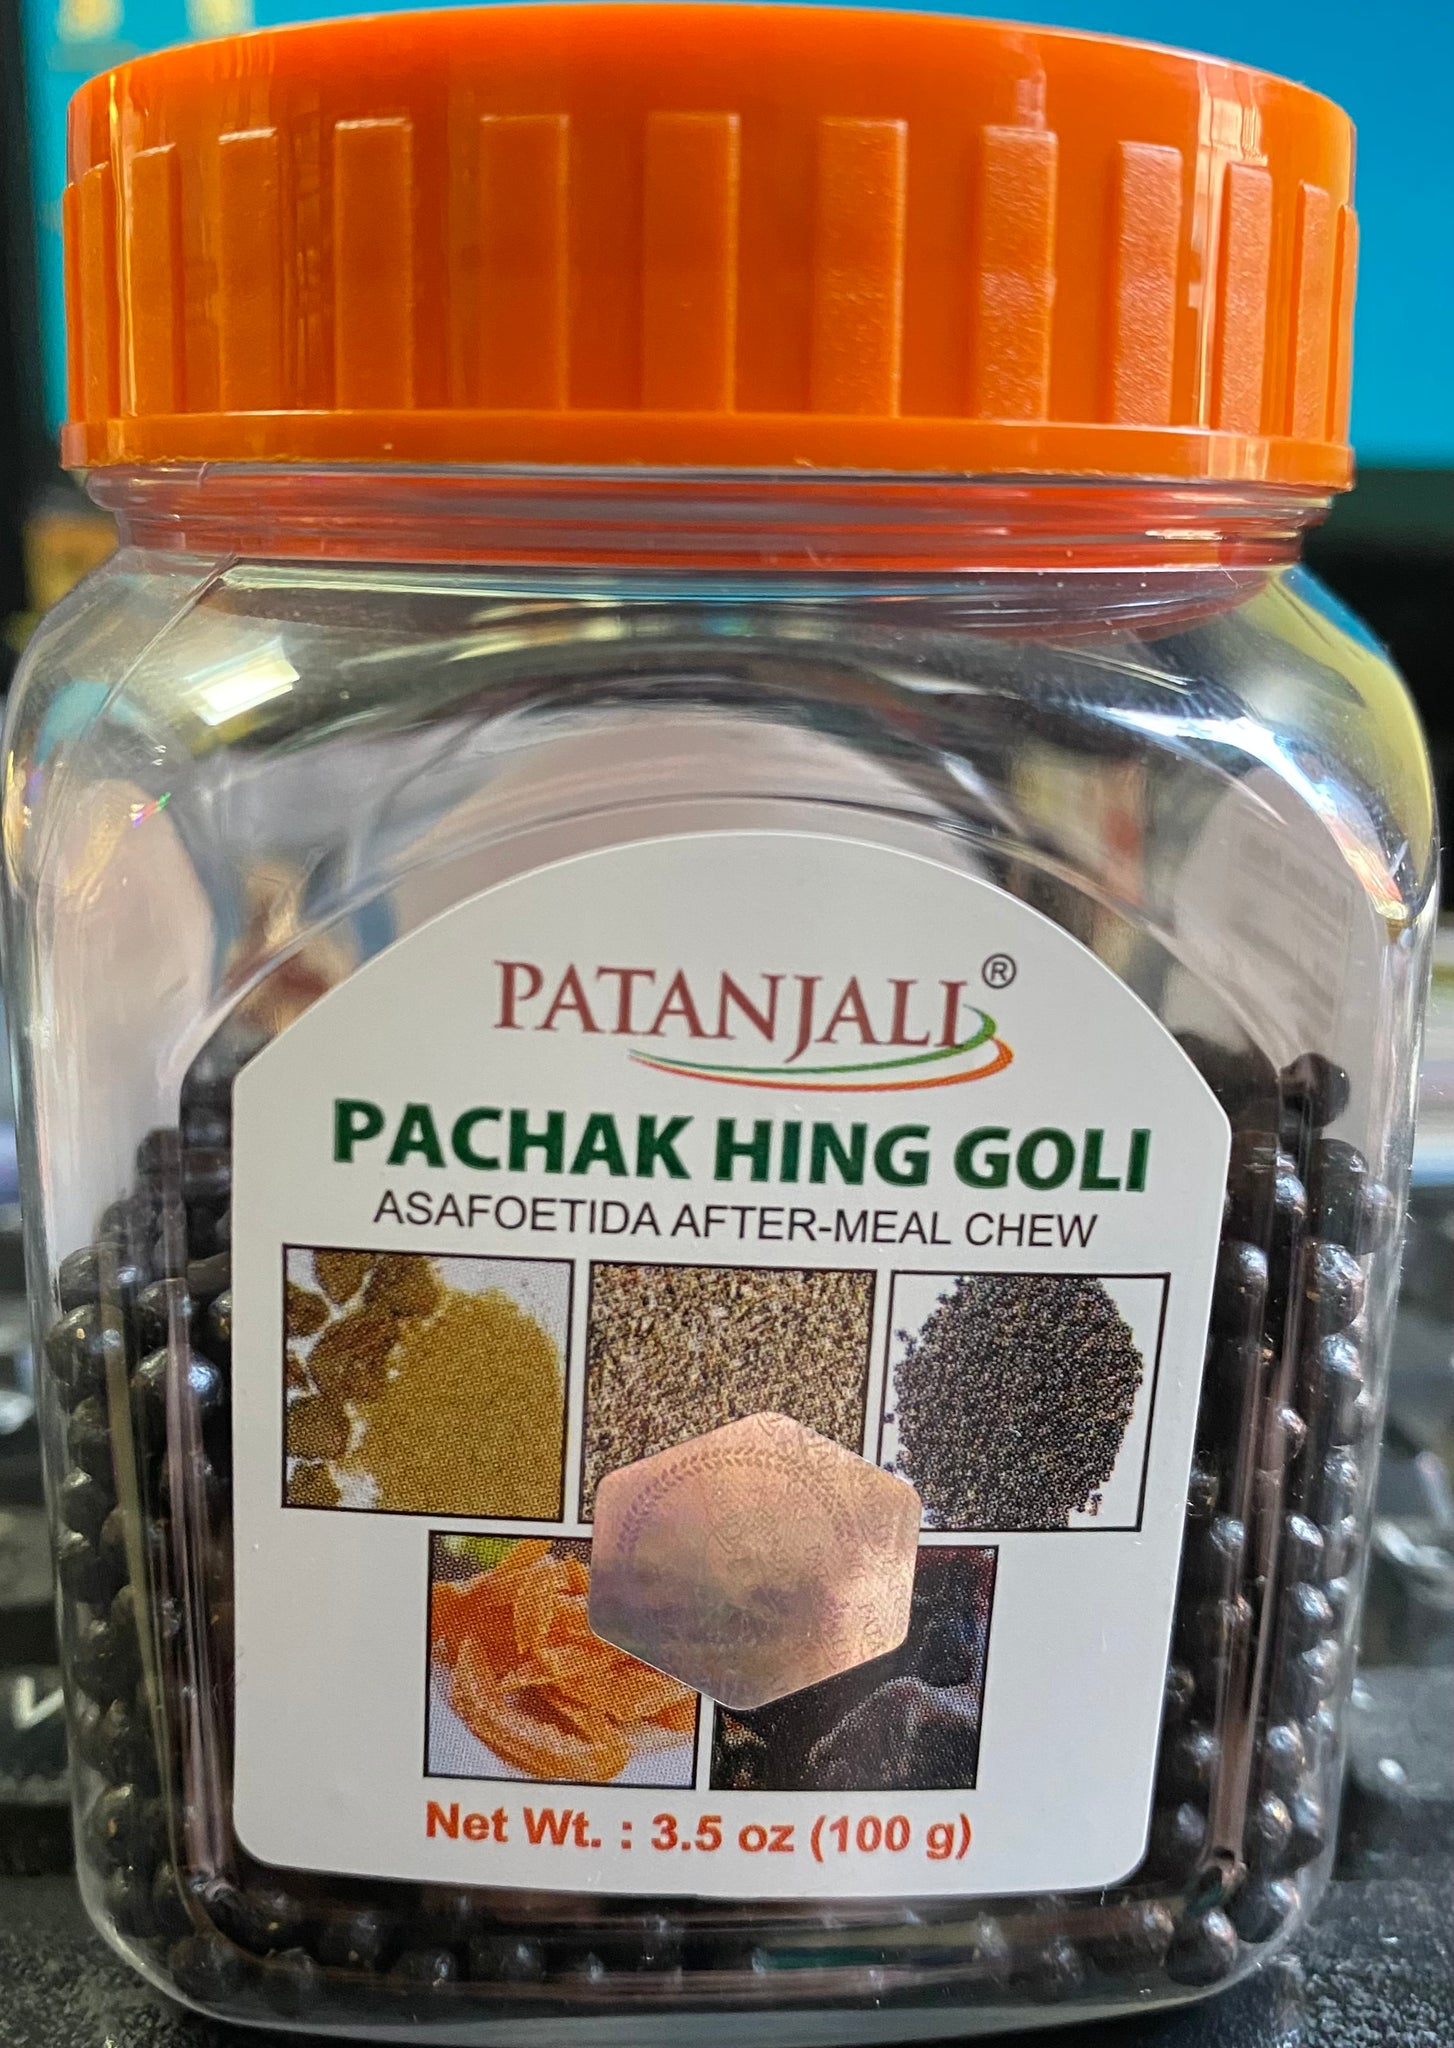 PATANJALI®
PACHAK HING GOLI
ASAFOETIDA AFTER-MEAL CHEW
Net Wt. : 3.5 oz (100 g)